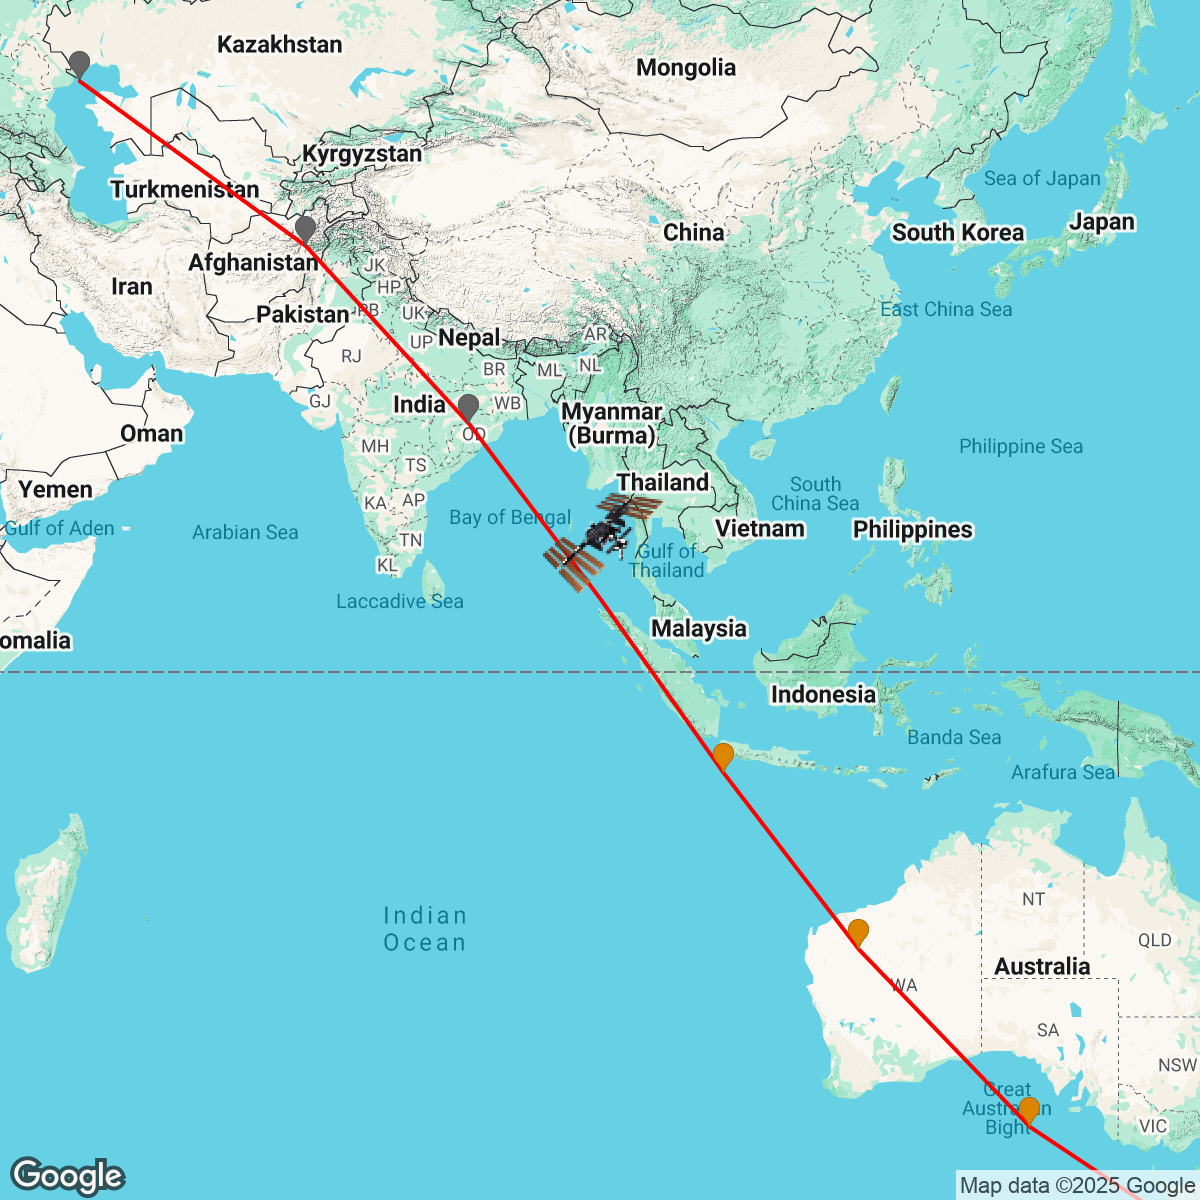 Kazakhstan
Mongolia
Kyrgyzstan
Sea of Japan
Turkmenistan
Japan
China
South Korea
Afghanistan
JK
Iran
HP
East China Sea
Pakistan
PB
UK
Nepal
AR
UP
RJ
ML
NL
BR
GJ
India
WB
Myanmar
(Burma)
Oman
OD
MH
Philippine Sea
TS
Thailand
South
China Sea
Yemen
KA
AP
Bay of Bengal
Gulf of Aden
Arabian Sea
Vietnam
Philippines
TN
Gulf of
Thailand
KL
Laccadive Sea
Malaysia
omalia
Indonesia
Banda Sea
Arafura Sea
NT
Indian
Ocean
QLD
Australia
WA
SA
NSW
Great
Australian
Bight
VIC
Google
Map data ©2025 Google